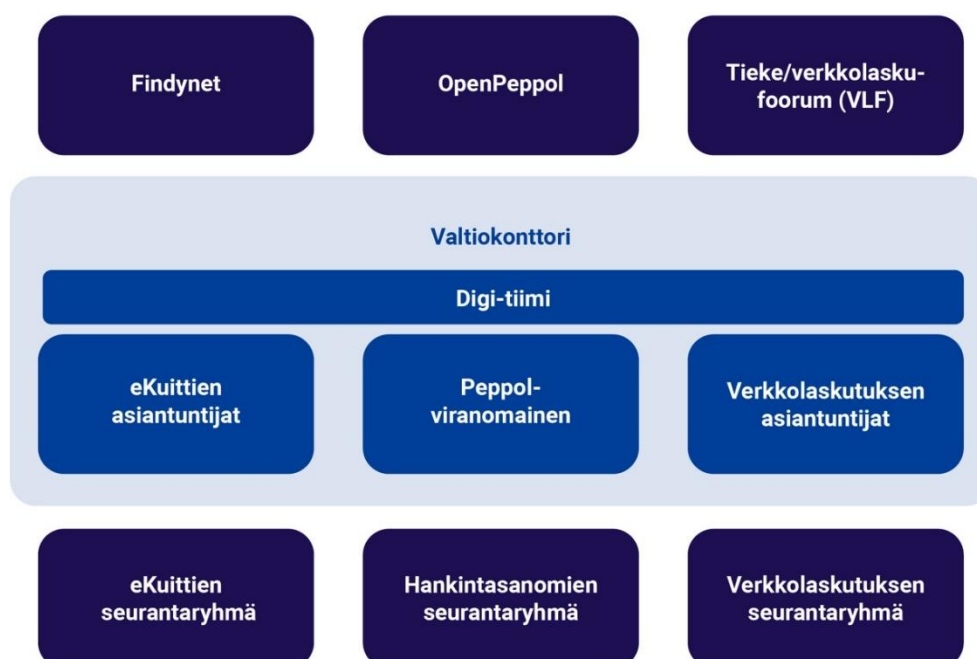 Findynet
OpenPeppol
Tieke/verkkolasku-
foorum (VLF)
Valtiokonttori
Digi-tiimi
eKuittien
asiantuntijat
Peppol-
viranomainen
Verkkolaskutuksen
asiantuntijat
eKuittien
seurantaryhmä
Hankintasanomien
seurantaryhmä
Verkkolaskutuksen
seurantaryhmä